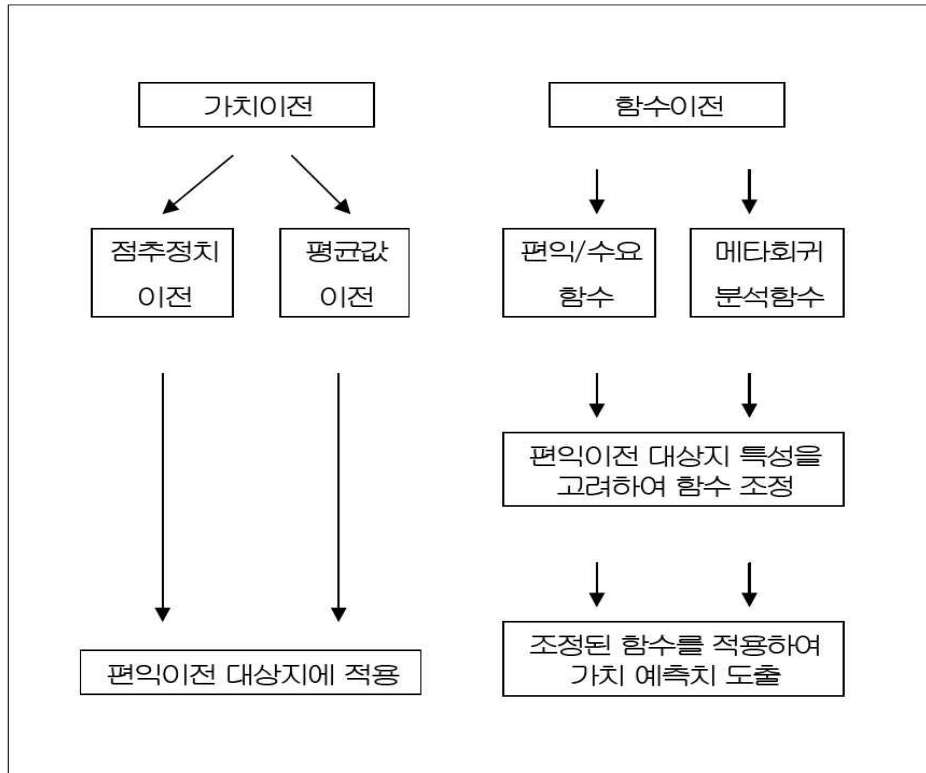 가치이전
함수이전
점추정치
이전
평균값
이전
편익/수요
함수
메타회귀
분석함수
편익이전 대상지 특성을
고려하여 함수 조정
편익이전 대상지에 적용
조정된 함수를 적용하여
가치 예측치 도출